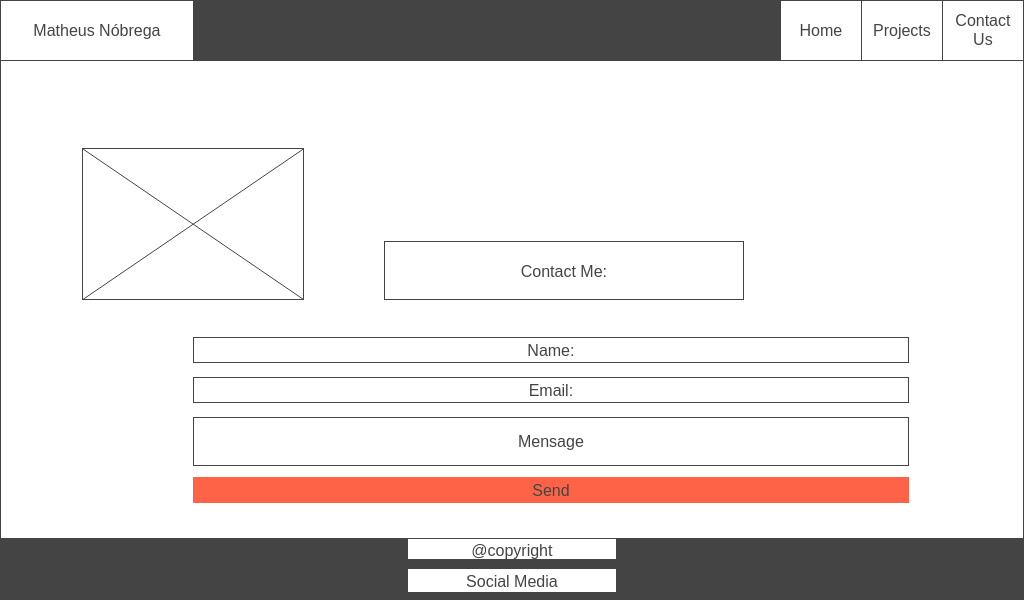 Matheus Nóbrega
Home
Projects
Contact
Us
Contact Me:
Name:
Email:
Mensage
Send
@copyright
Social Media